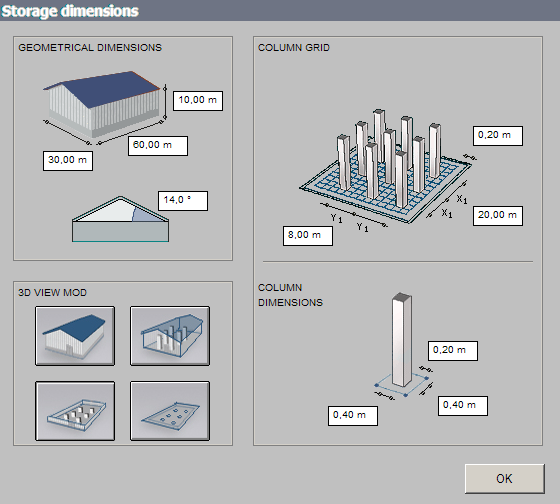 Storage dimensions
GEOMETRICAL DIMENSIONS
10,00 m
60,00 m
30,00 m
14,0 °
3D VIEW MOD
COLUMN GRID
0,20 m
X1
X1
20,00 m
Y1
Y1
8,00 m
COLUMN
DIMENSIONS
0,20 m
0,40 m
0,40 m
OK